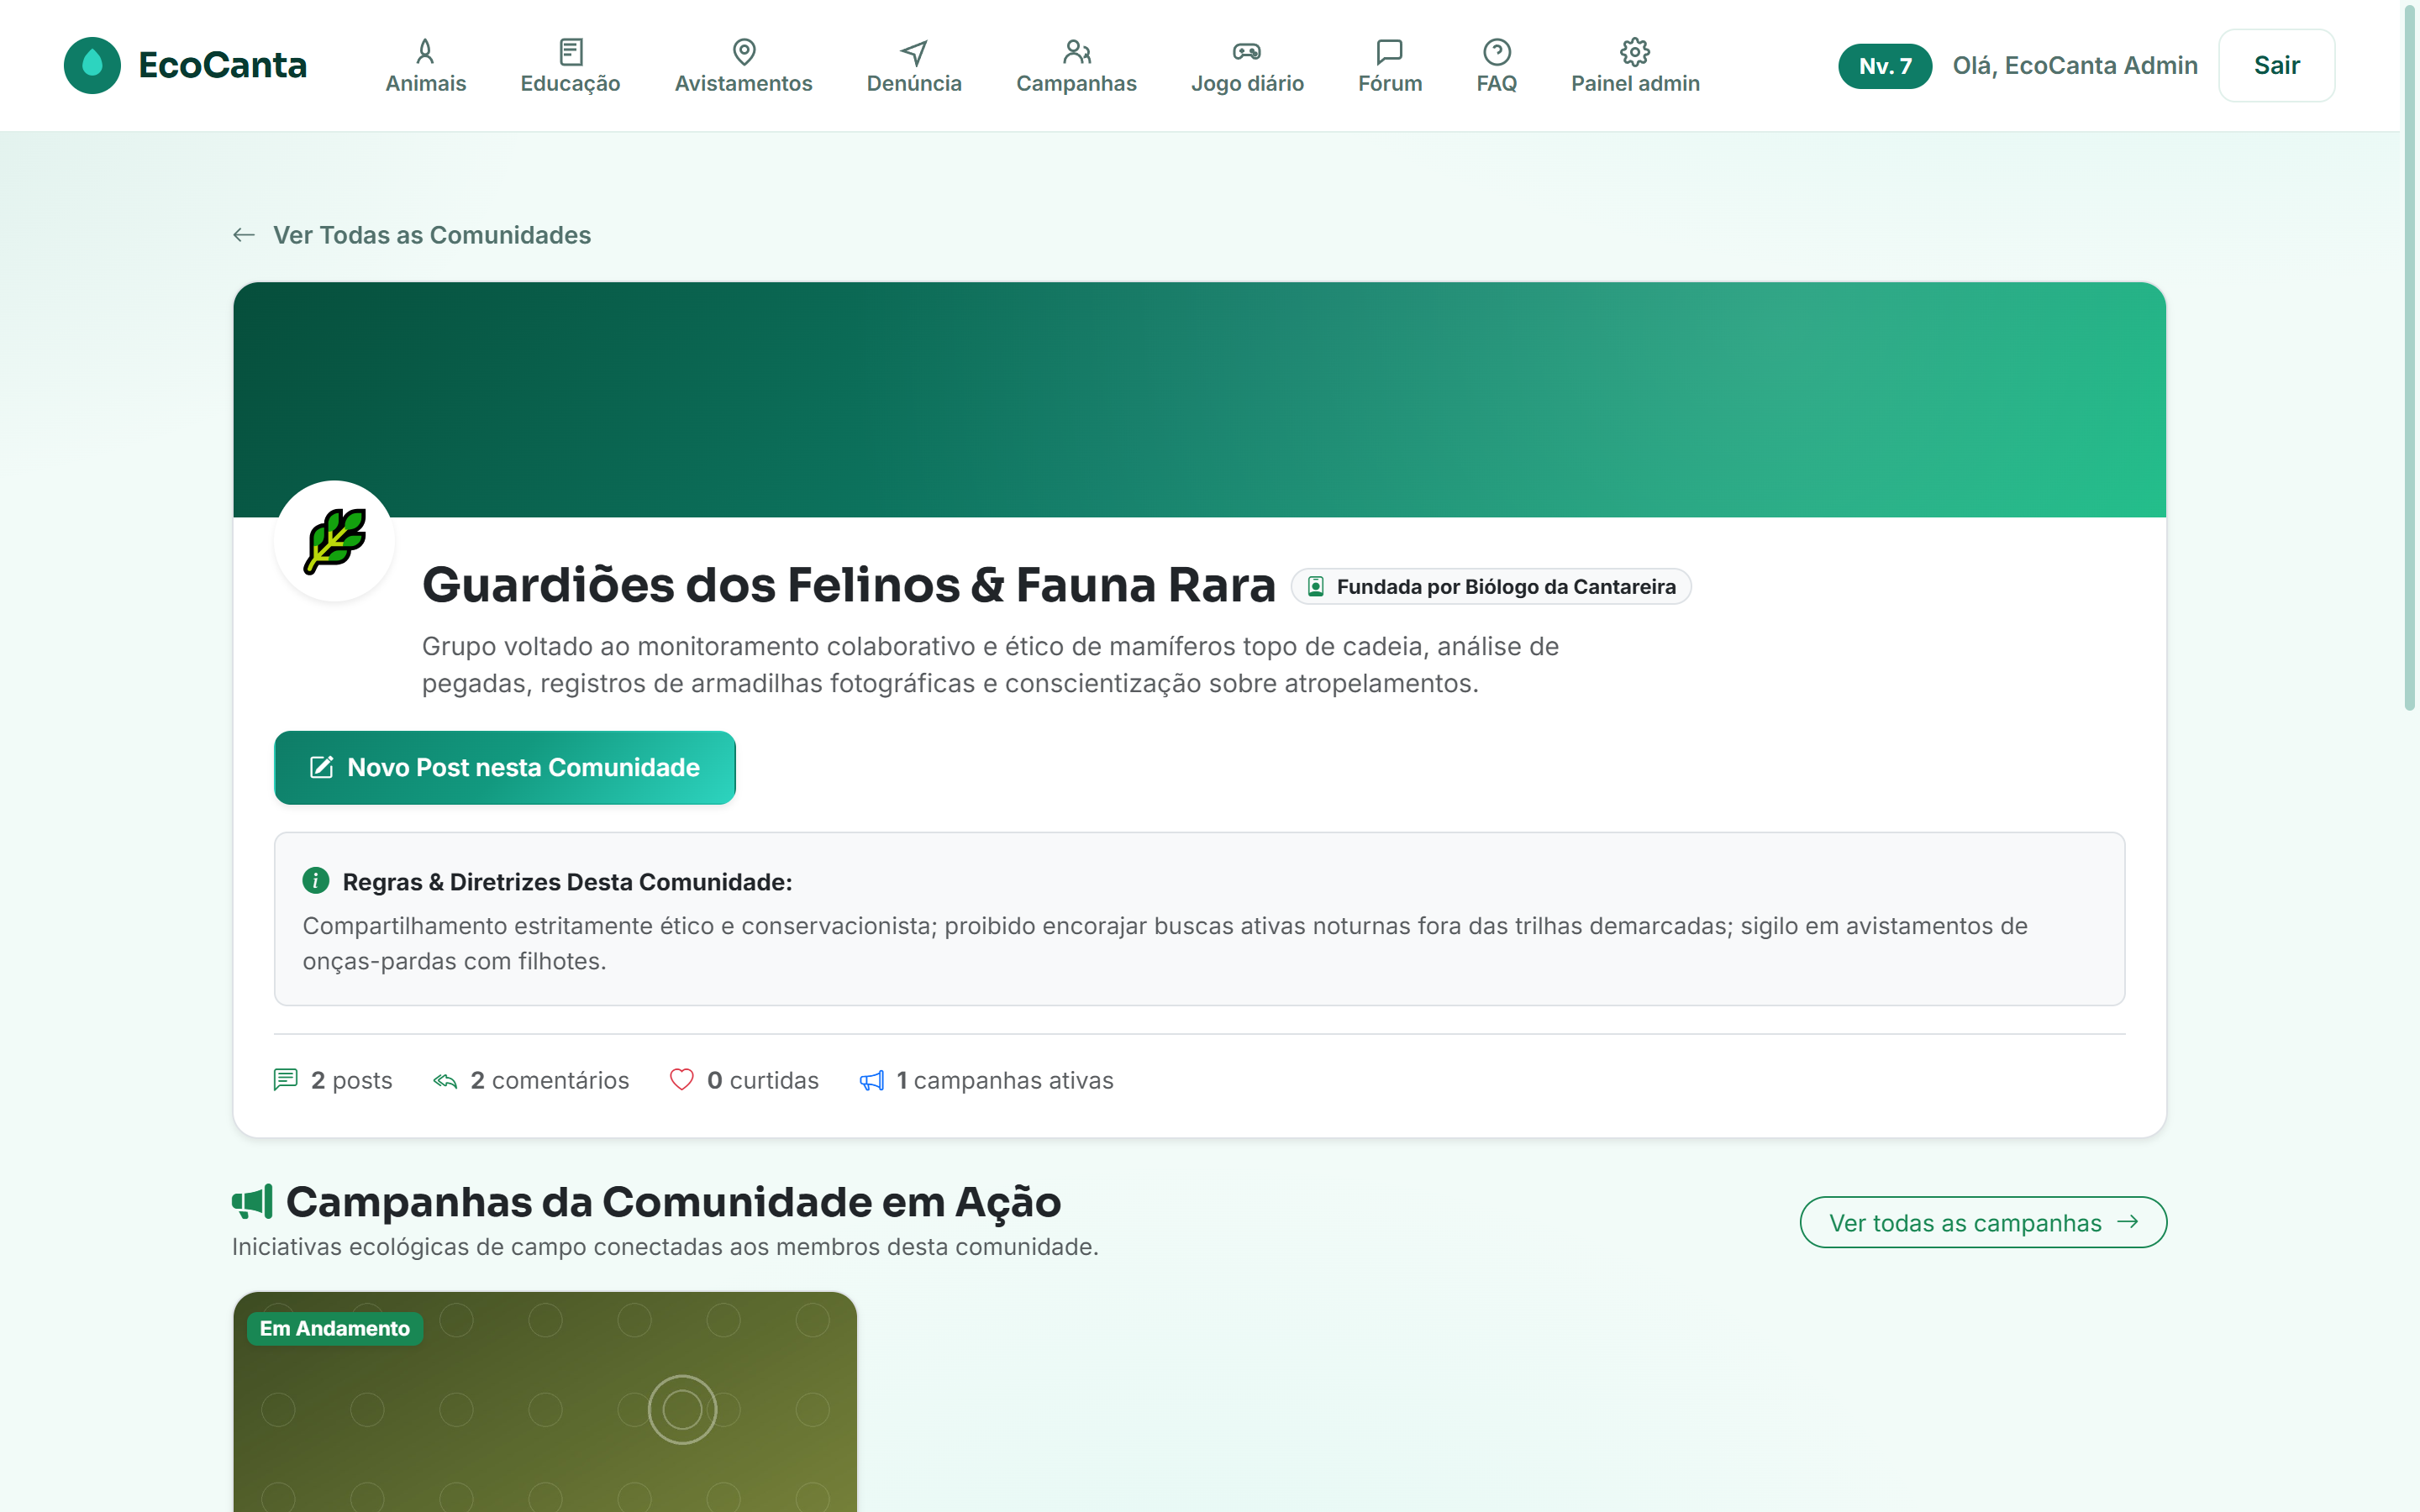 EcoCanta
Animais
Educação
Avistamentos
Denúncia
Campanhas
Jogo diário
Fórum
FAQ
Painel admin
Nv. 7
Olá, EcoCanta Admin
Sair
← Ver Todas as Comunidades
Guardiões dos Felinos & Fauna Rara
Fundada por Biólogo da Cantareira
Grupo voltado ao monitoramento colaborativo e ético de mamíferos topo de cadeia, análise de
pegadas, registros de armadilhas fotográficas e conscientização sobre atropelamentos.
Novo Post nesta Comunidade
Regras & Diretrizes Desta Comunidade:
Compartilhamento estritamente ético e conservacionista; proibido encorajar buscas ativas noturnas fora das trilhas demarcadas; sigilo em avistamentos de
onças-pardas com filhotes.
2 posts
2 comentários
0 curtidas
1 campanhas ativas
Campanhas da Comunidade em Ação
Iniciativas ecológicas de campo conectadas aos membros desta comunidade.
Ver todas as campanhas →
Em Andamento